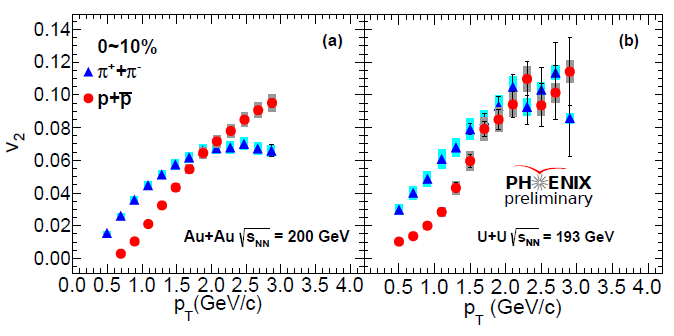 0.14
0.12
0.10
0.08
0.06
0.04
0.02
0.00
v2
0~10%
π⁺+π⁻
p+p̅
(a)
Au+Au √sNN = 200 GeV
0.0 0.5 1.0 1.5 2.0 2.5 3.0 3.5 4.0
pT(GeV/c)
(b)
PHENIX
preliminary
U+U √sNN = 193 GeV
0.5 1.0 1.5 2.0 2.5 3.0 3.5 4.0
pT(GeV/c)